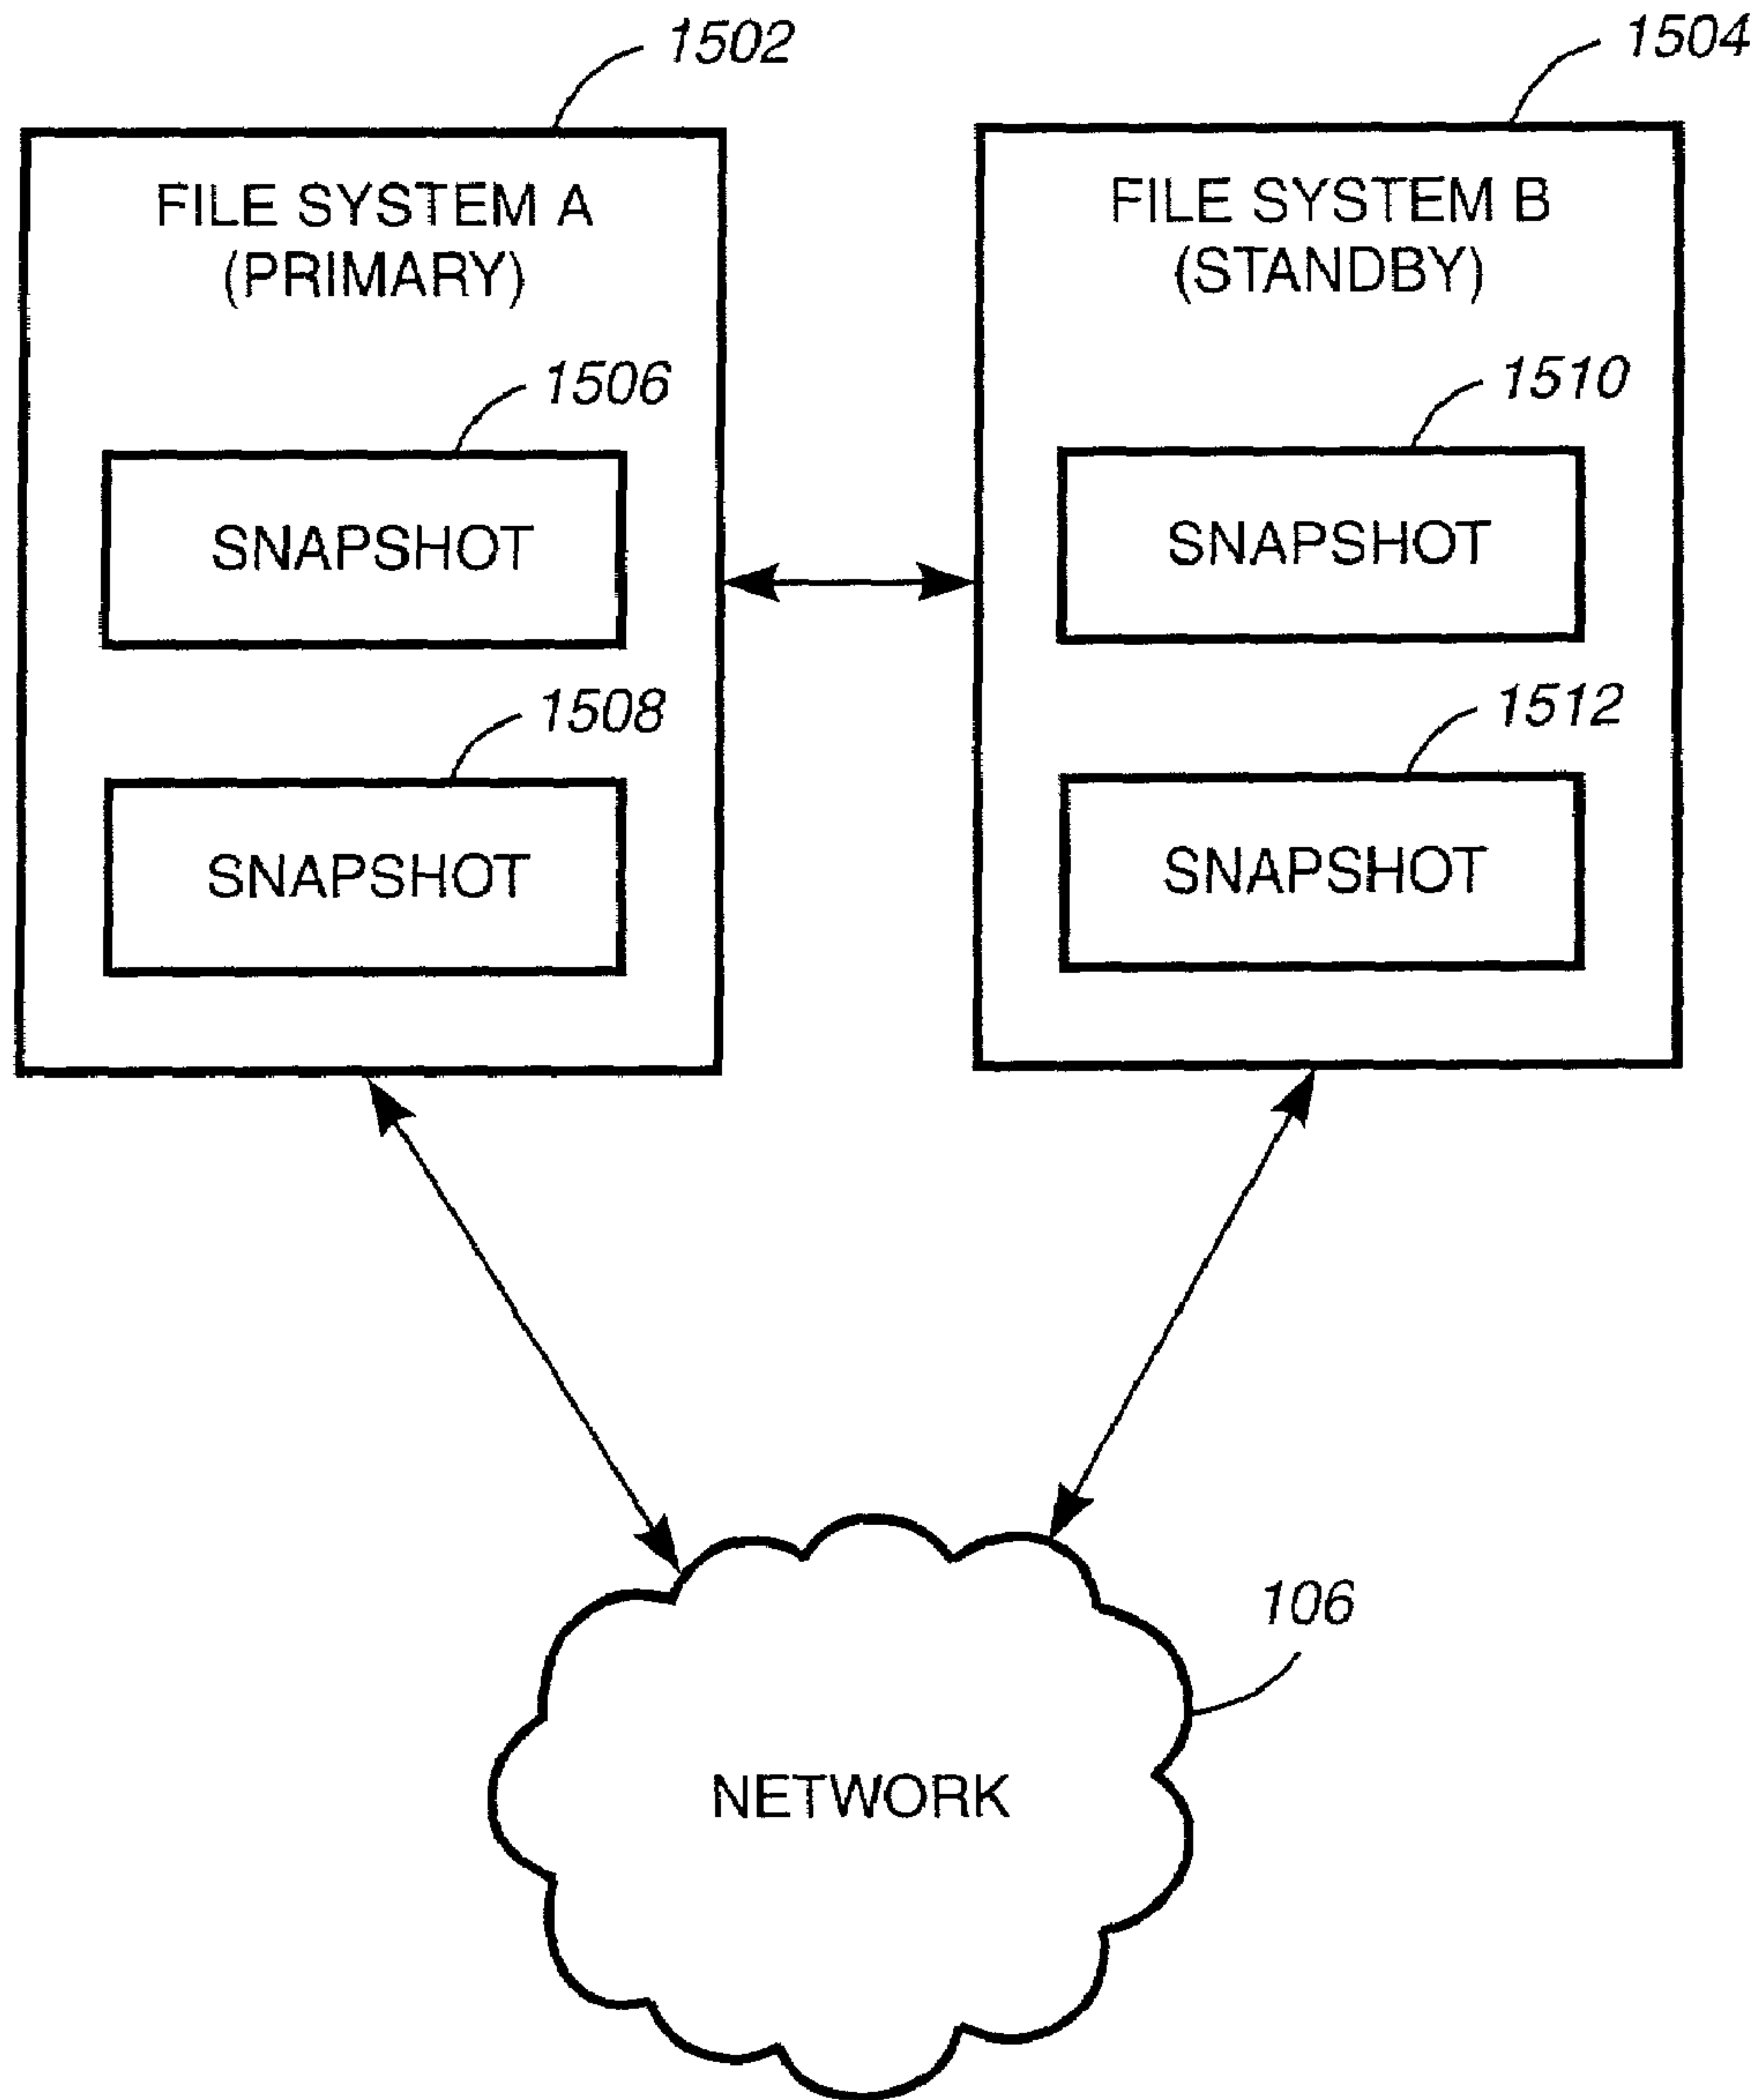 1502
1504
FILE SYSTEM A
(PRIMARY)
FILE SYSTEM B
(STANDBY)
1506
1510
SNAPSHOT
SNAPSHOT
1508
1512
SNAPSHOT
SNAPSHOT
106
NETWORK